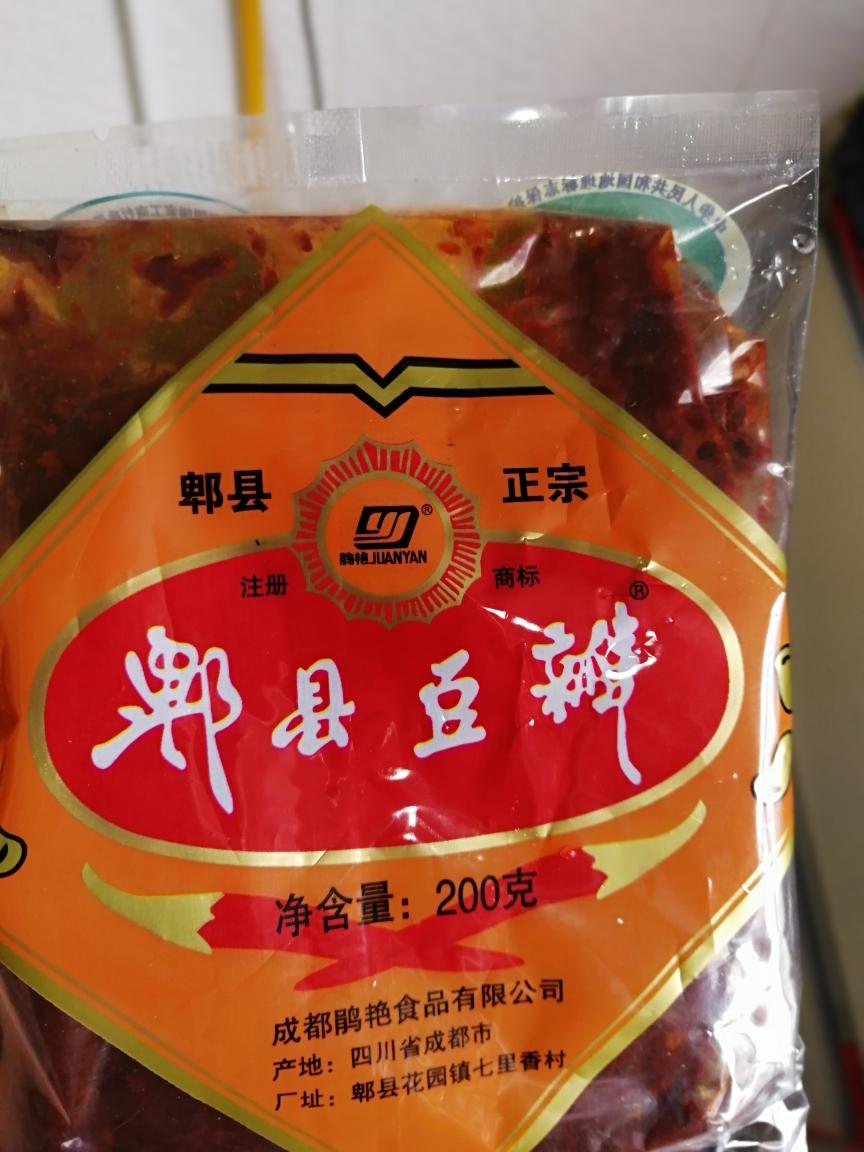 郫县 正宗
®
鹃艳JUANYAN
注册 商标
®
郫县豆瓣
净含量：200克
成都鹃艳食品有限公司
产地：四川省成都市
厂址：郫县花园镇七里香村